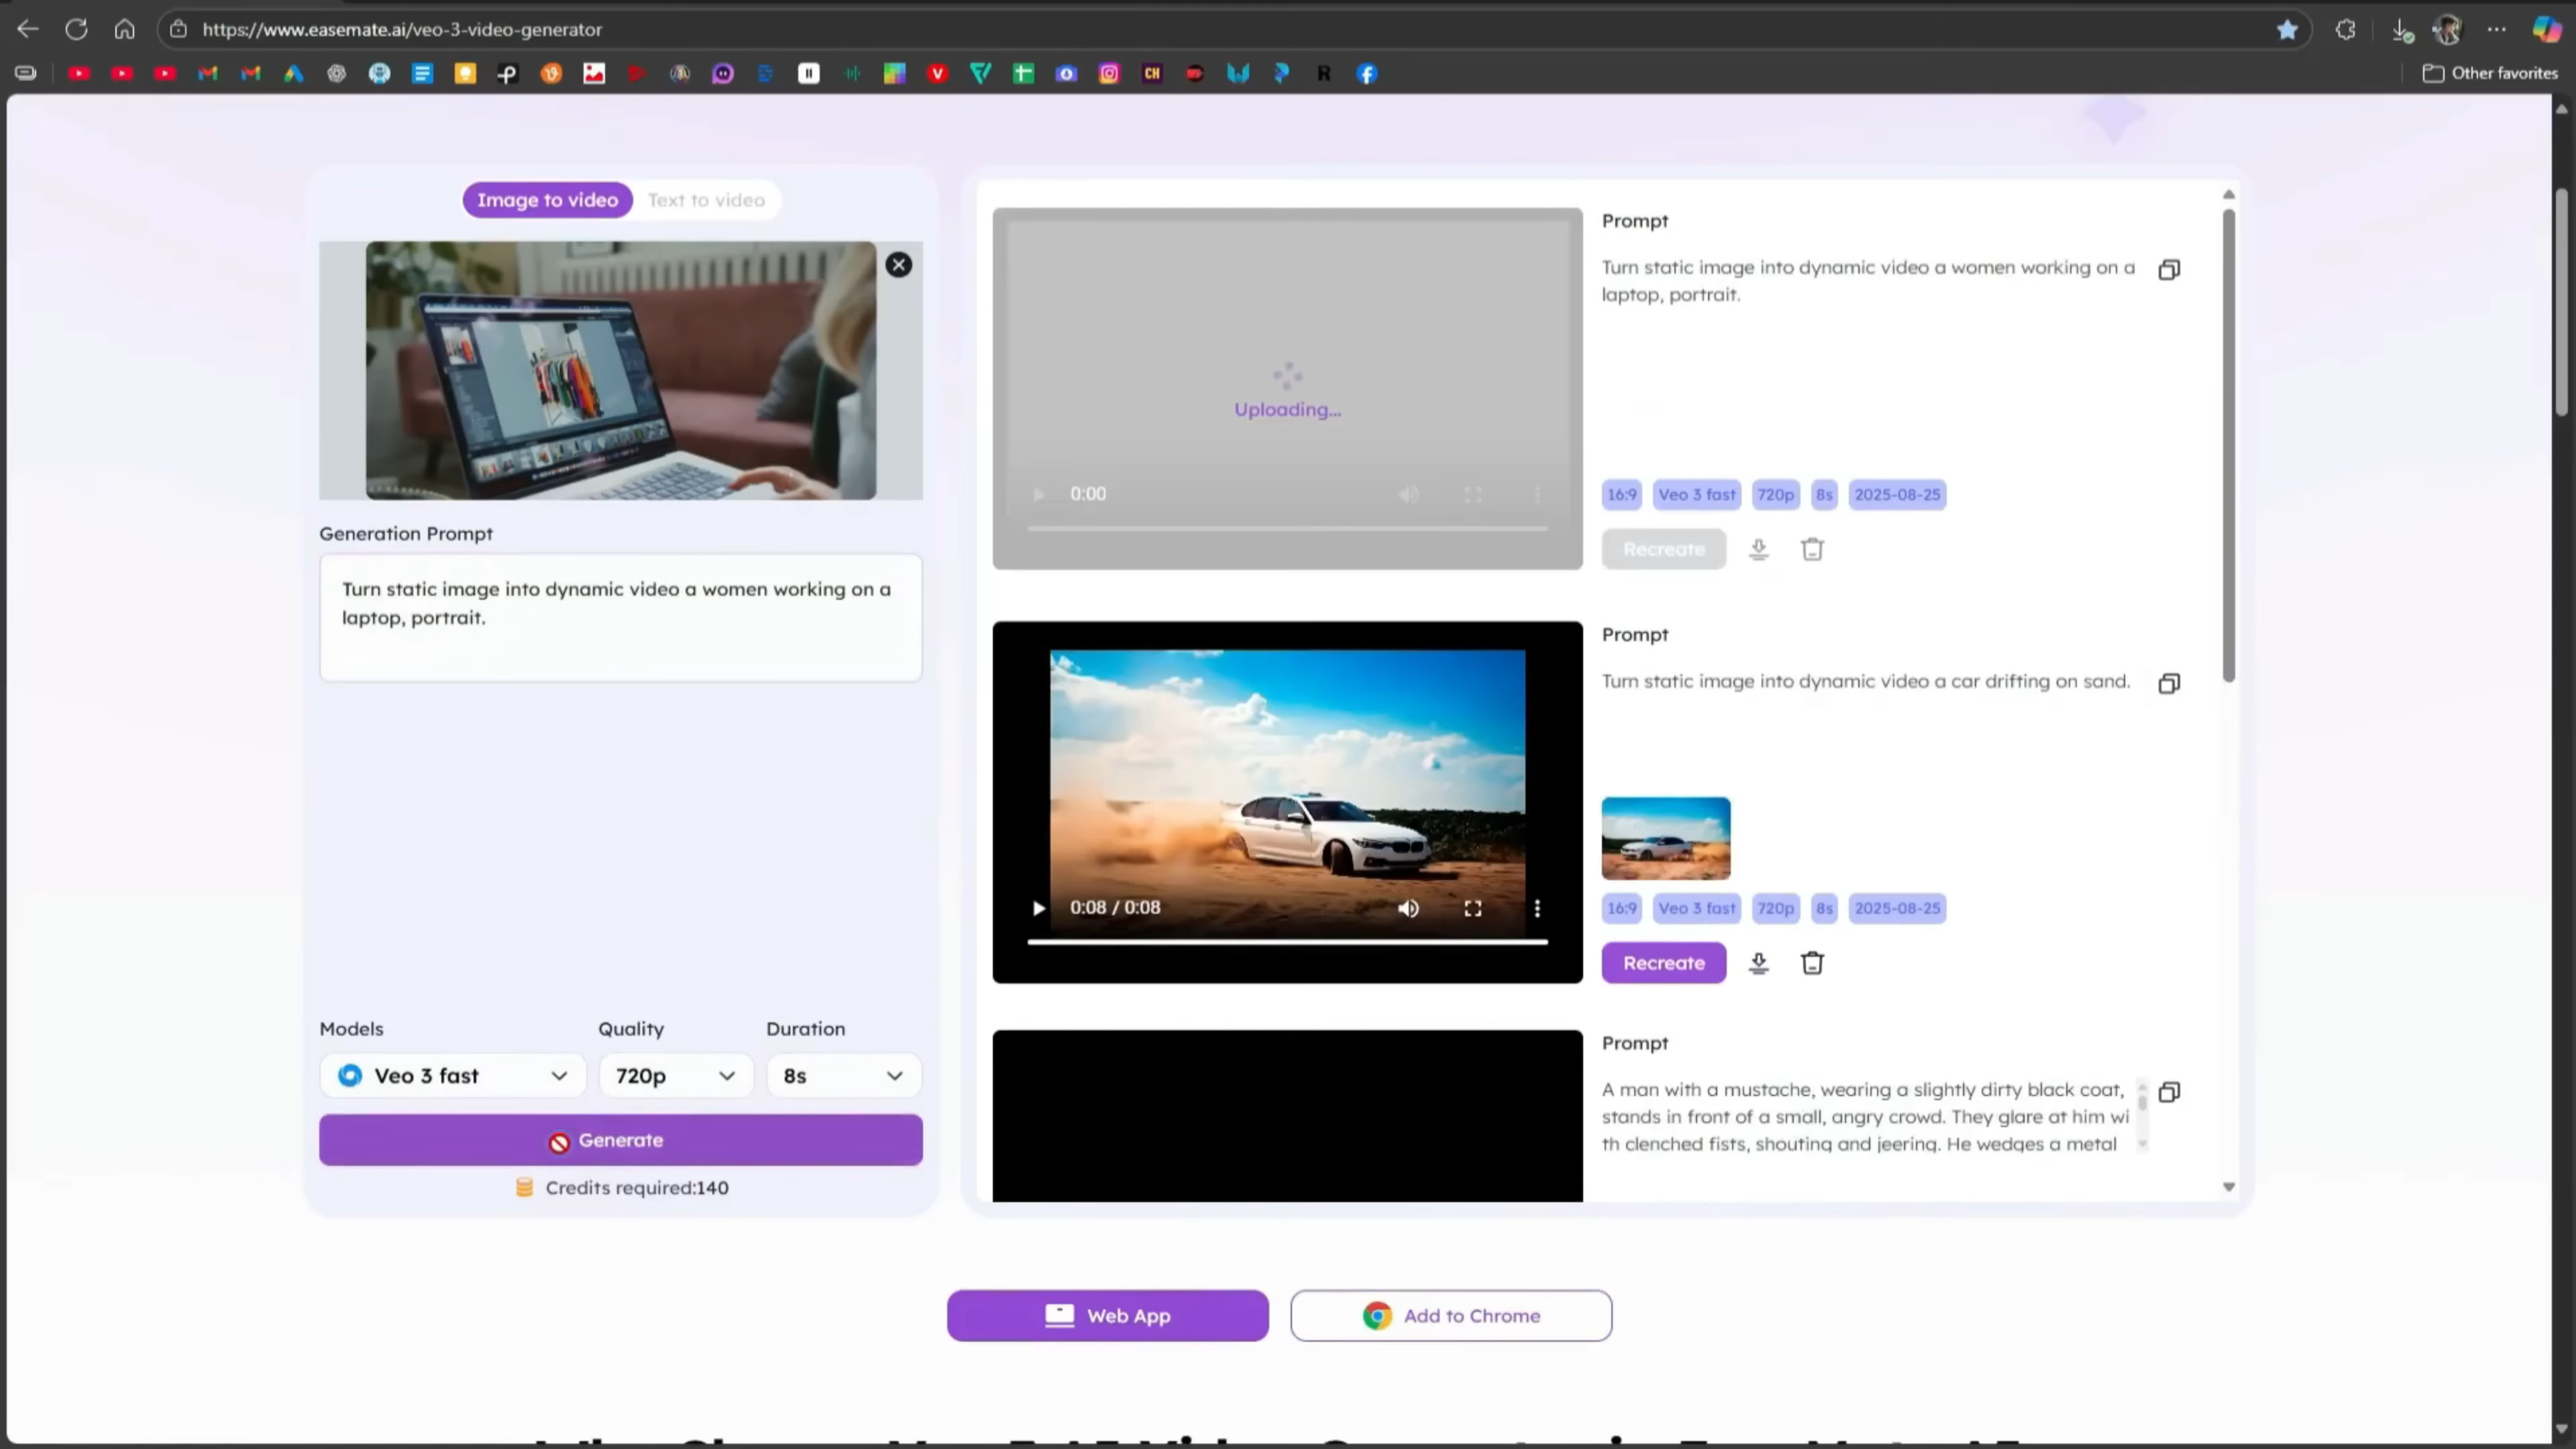 https://www.easemate.ai/veo-3-video-generator
Other favorites
Image to video
Text to video
Generation Prompt
Turn static image into dynamic video a women working on a
laptop, portrait.
Models
Quality
Duration
Veo 3 fast
720p
8s
Generate
Credits required:140
Uploading...
0:00
Prompt
Turn static image into dynamic video a women working on a
laptop, portrait.
16:9
Veo 3 fast
720p
8s
2025-08-25
Recreate
0:08 / 0:08
Prompt
Turn static image into dynamic video a car drifting on sand.
16:9
Veo 3 fast
720p
8s
2025-08-25
Recreate
Prompt
A man with a mustache, wearing a slightly dirty black coat,
stands in front of a small, angry crowd. They glare at him wi
th clenched fists, shouting and jeering. He wedges a metal
Web App
Add to Chrome